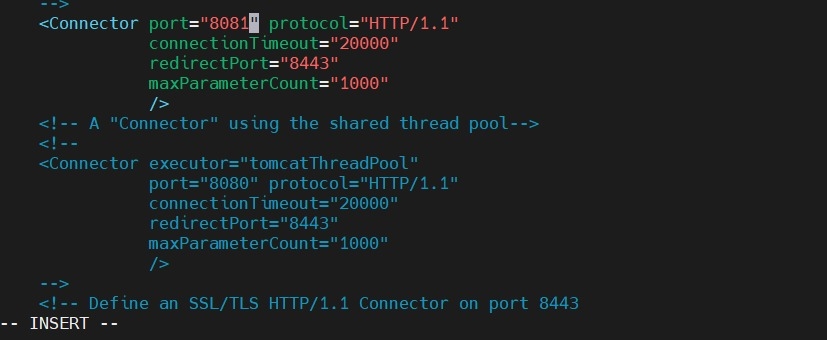 -->
<Connector port="8081" protocol="HTTP/1.1"
connectionTimeout="20000"
redirectPort="8443"
maxParameterCount="1000"
/>
<!-- A "Connector" using the shared thread pool-->
<!--
<Connector executor="tomcatThreadPool"
port="8080" protocol="HTTP/1.1"
connectionTimeout="20000"
redirectPort="8443"
maxParameterCount="1000"
/>
-->
<!-- Define an SSL/TLS HTTP/1.1 Connector on port 8443
-- INSERT --